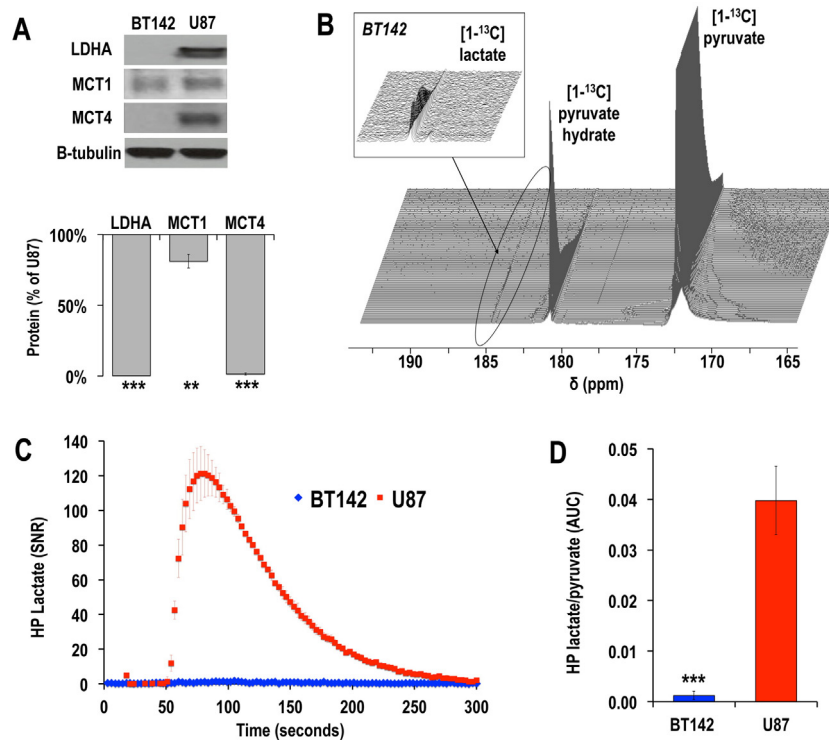 A
BT142 U87
LDHA
MCT1
MCT4
B-tubulin
LDHA MCT1 MCT4
100%
50%
0%
Protein (% of U87)
*** ** ***
B
BT142
[1-¹³C]
lactate
[1-¹³C]
pyruvate
hydrate
[1-¹³C]
pyruvate
190 185 180 175 170 165
δ (ppm)
C
140
120
100
80
60
40
20
0
HP Lactate (SNR)
BT142 U87
0 50 100 150 200 250 300
Time (seconds)
D
0.05
0.04
0.03
0.02
0.01
0.00
HP lactate/pyruvate (AUC)
***
BT142 U87